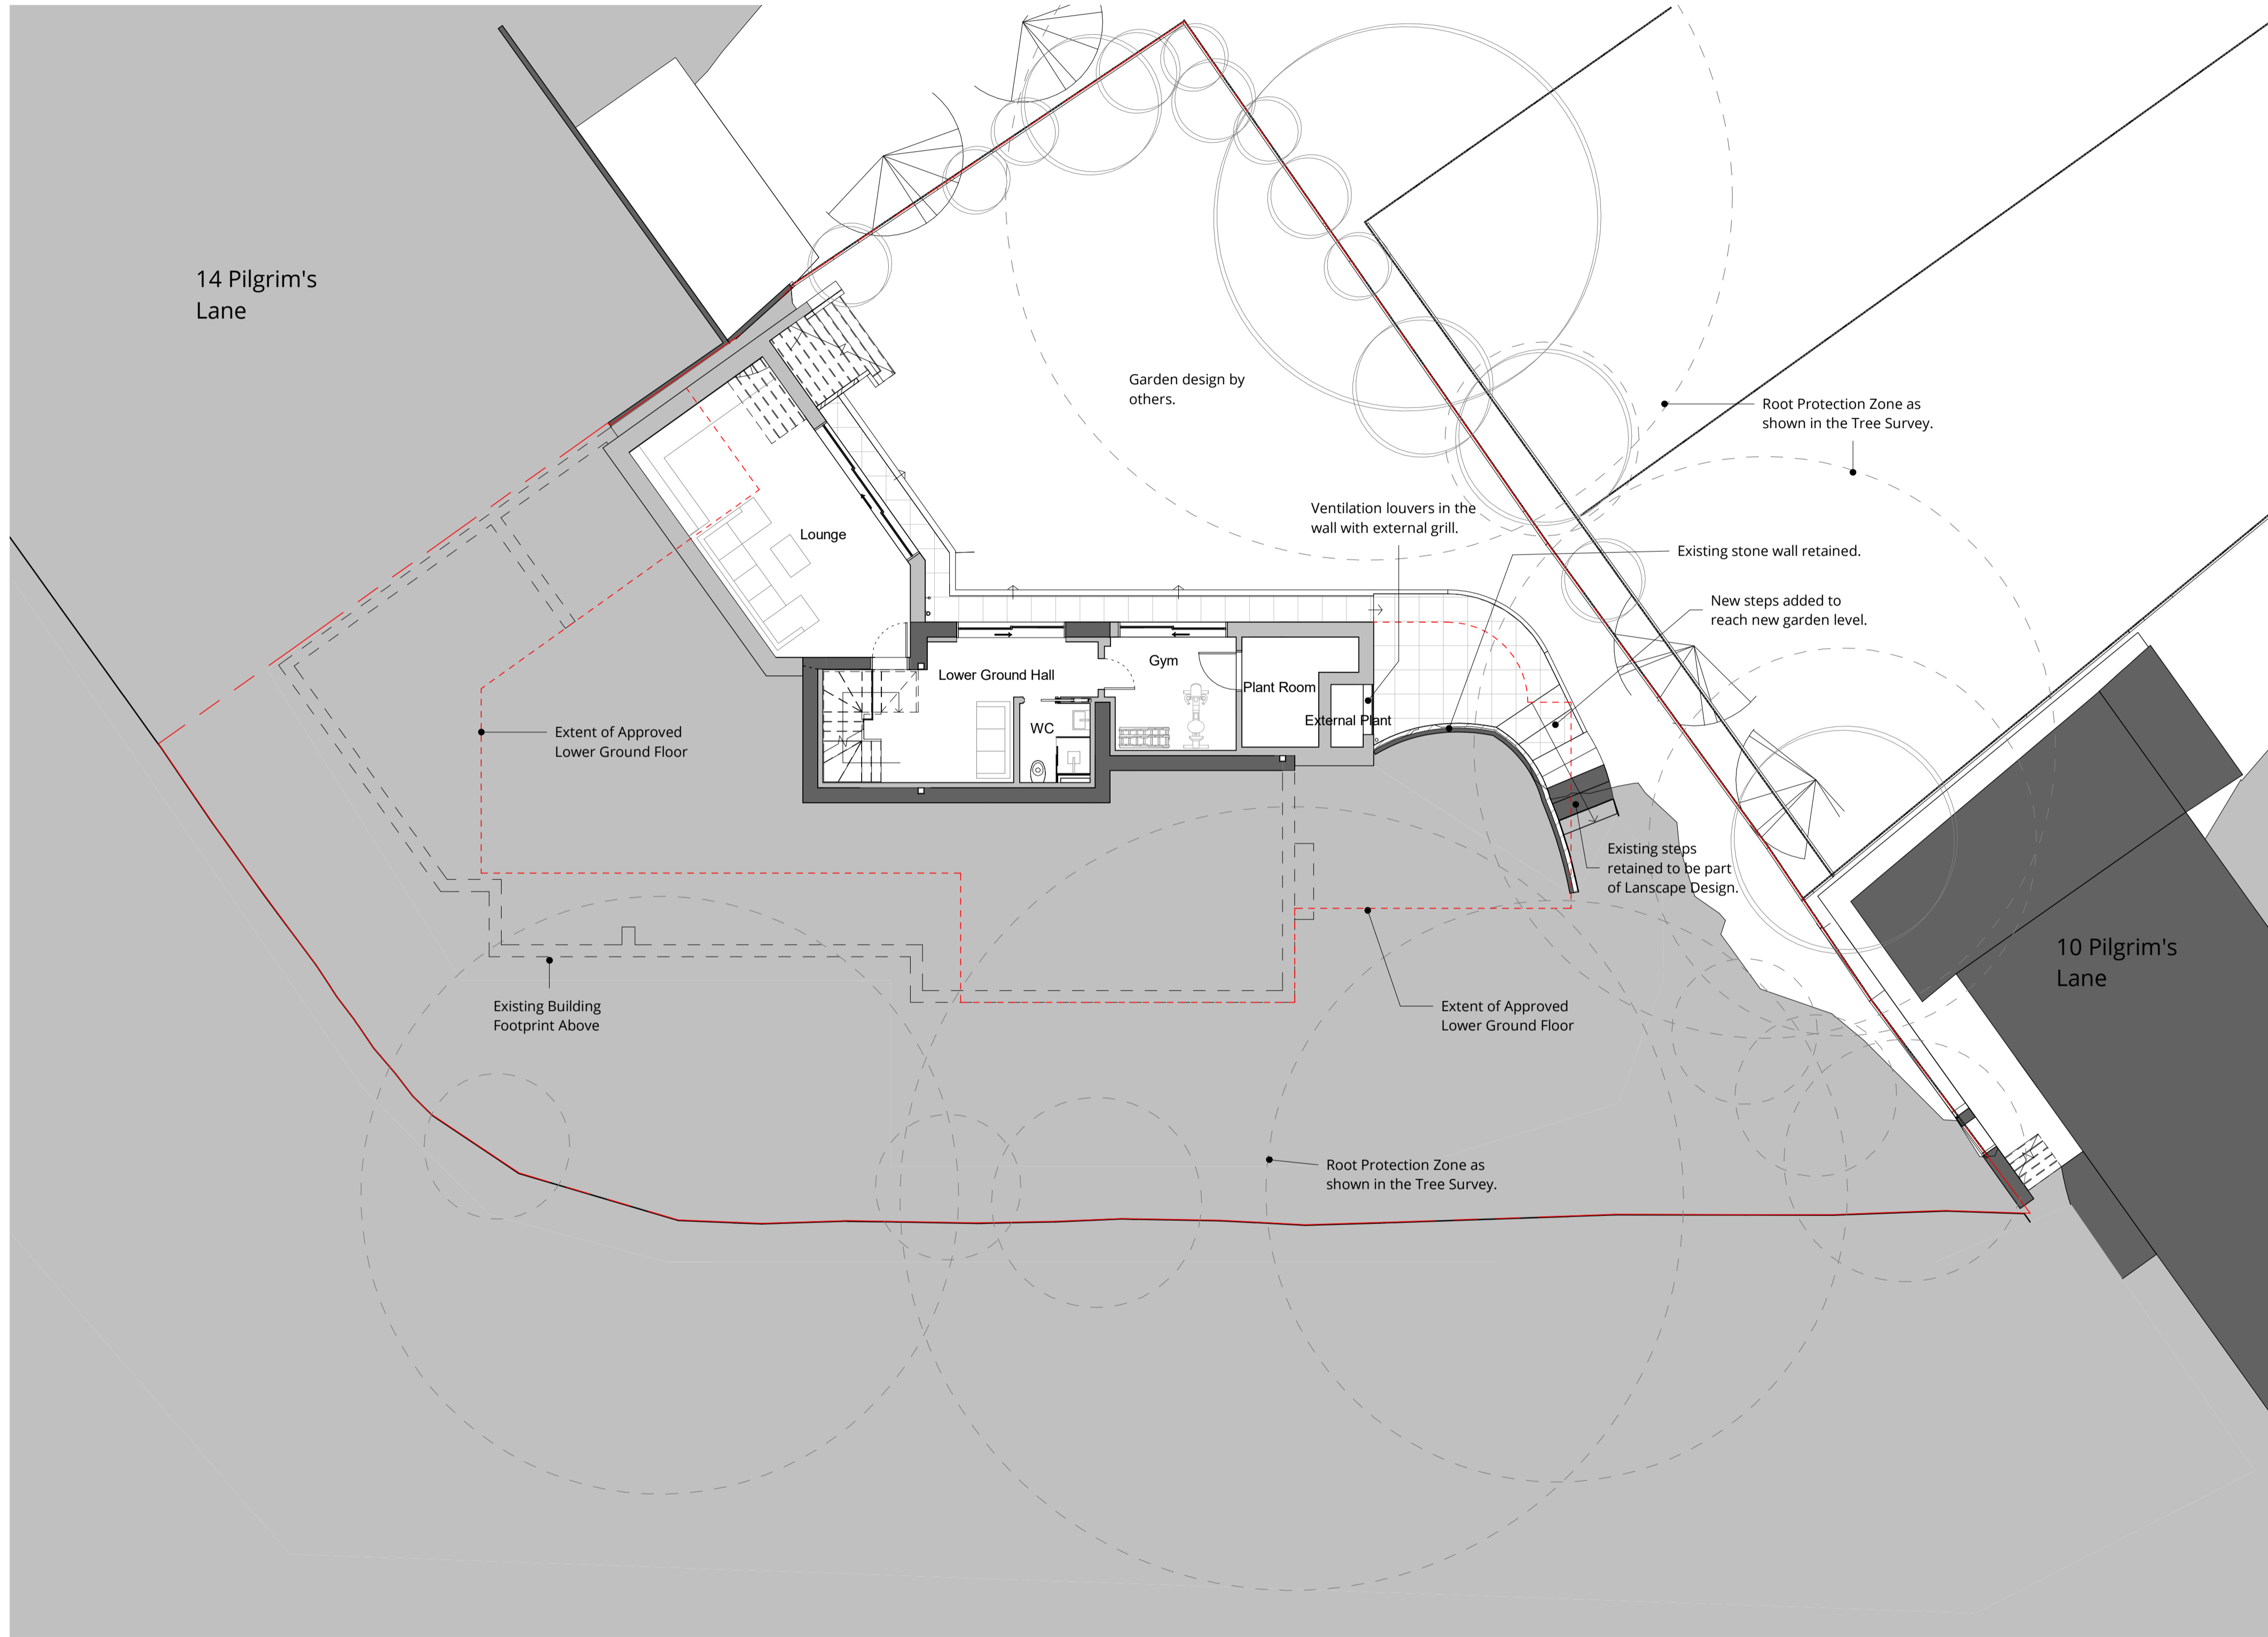 14 Pilgrim's
Lane
Garden design by
others.
Root Protection Zone as
shown in the Tree Survey.
Ventilation louvers in the
wall with external grill.
Existing stone wall retained.
New steps added to
reach new garden level.
Lounge
Lower Ground Hall
Gym
Plant Room
External Plant
WC
Extent of Approved
Lower Ground Floor
Existing steps
retained to be part
of Lanscape Design.
10 Pilgrim's
Lane
Existing Building
Footprint Above
Extent of Approved
Lower Ground Floor
Root Protection Zone as
shown in the Tree Survey.